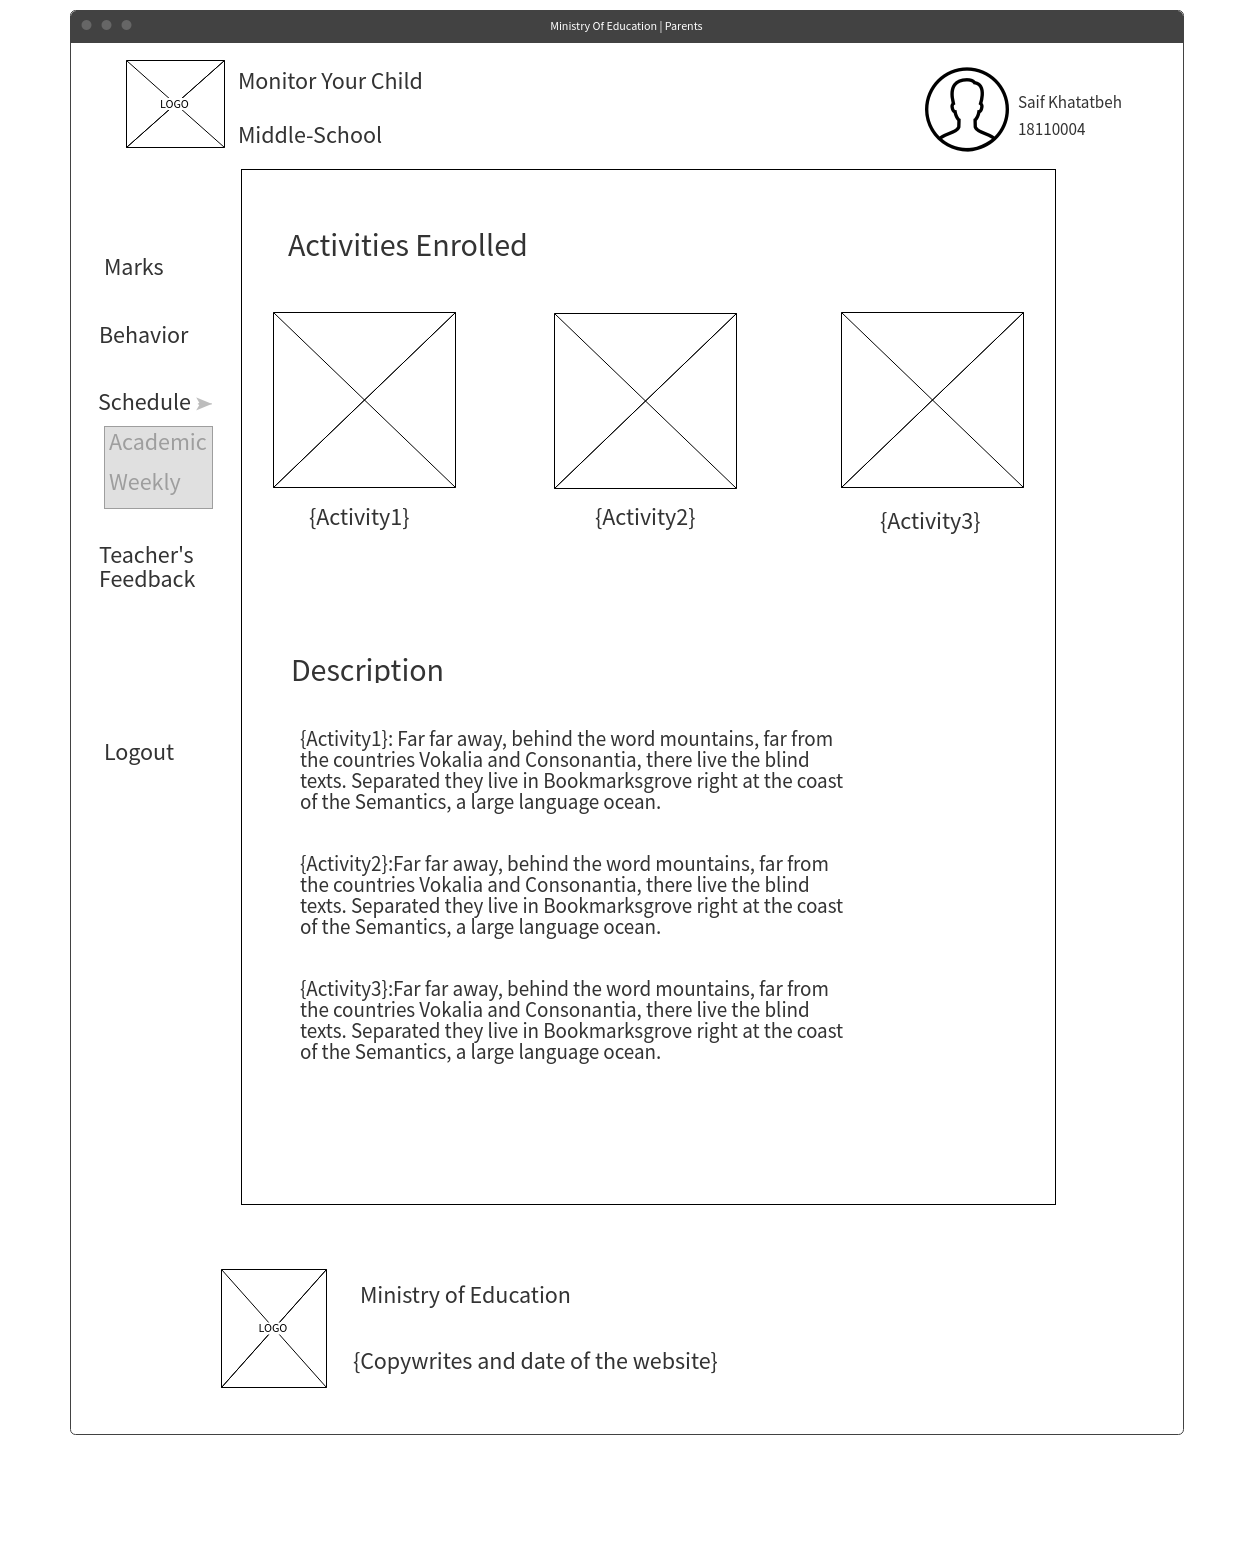 Ministry Of Education | Parents
LOGO
Monitor Your Child
Middle-School
Saif Khatatbeh
18110004
Marks
Behavior
Schedule
Academic
Weekly
Teacher's
Feedback
Logout
Activities Enrolled
{Activity1}
{Activity2}
{Activity3}
Description
{Activity1}: Far far away, behind the word mountains, far from
the countries Vokalia and Consonantia, there live the blind
texts. Separated they live in Bookmarksgrove right at the coast
of the Semantics, a large language ocean.
{Activity2}:Far far away, behind the word mountains, far from
the countries Vokalia and Consonantia, there live the blind
texts. Separated they live in Bookmarksgrove right at the coast
of the Semantics, a large language ocean.
{Activity3}:Far far away, behind the word mountains, far from
the countries Vokalia and Consonantia, there live the blind
texts. Separated they live in Bookmarksgrove right at the coast
of the Semantics, a large language ocean.
LOGO
Ministry of Education
{Copywrites and date of the website}